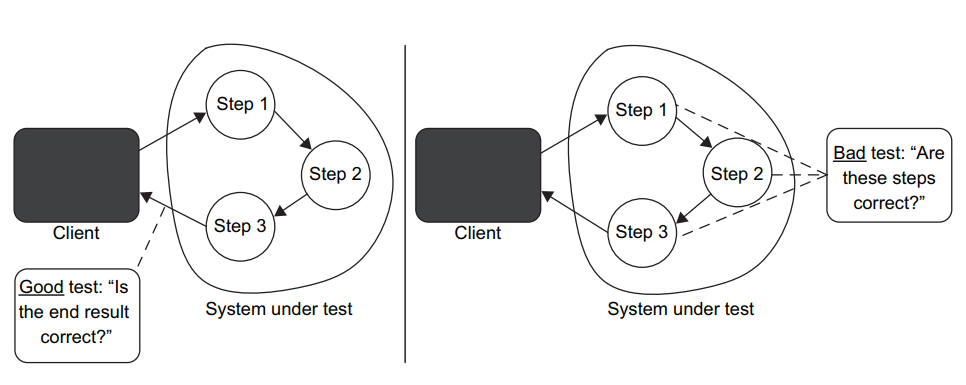 Step 1
Step 2
Step 3
Client
System under test
Good test: “Is
the end result
correct?”
Step 1
Step 2
Step 3
Client
System under test
Bad test: “Are
these steps
correct?”